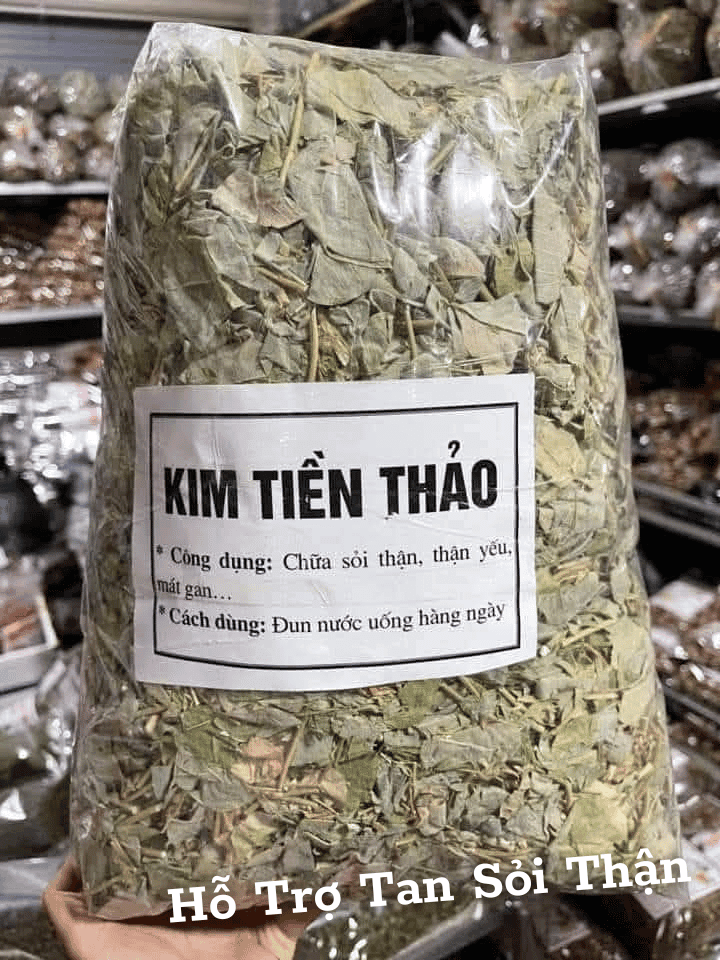 KIM TIỀN THẢO
* Công dụng: Chữa sỏi thận, thận yếu,
mát gan...
* Cách dùng: Đun nước uống hàng ngày
Hỗ Trợ Tan Sỏi Thận